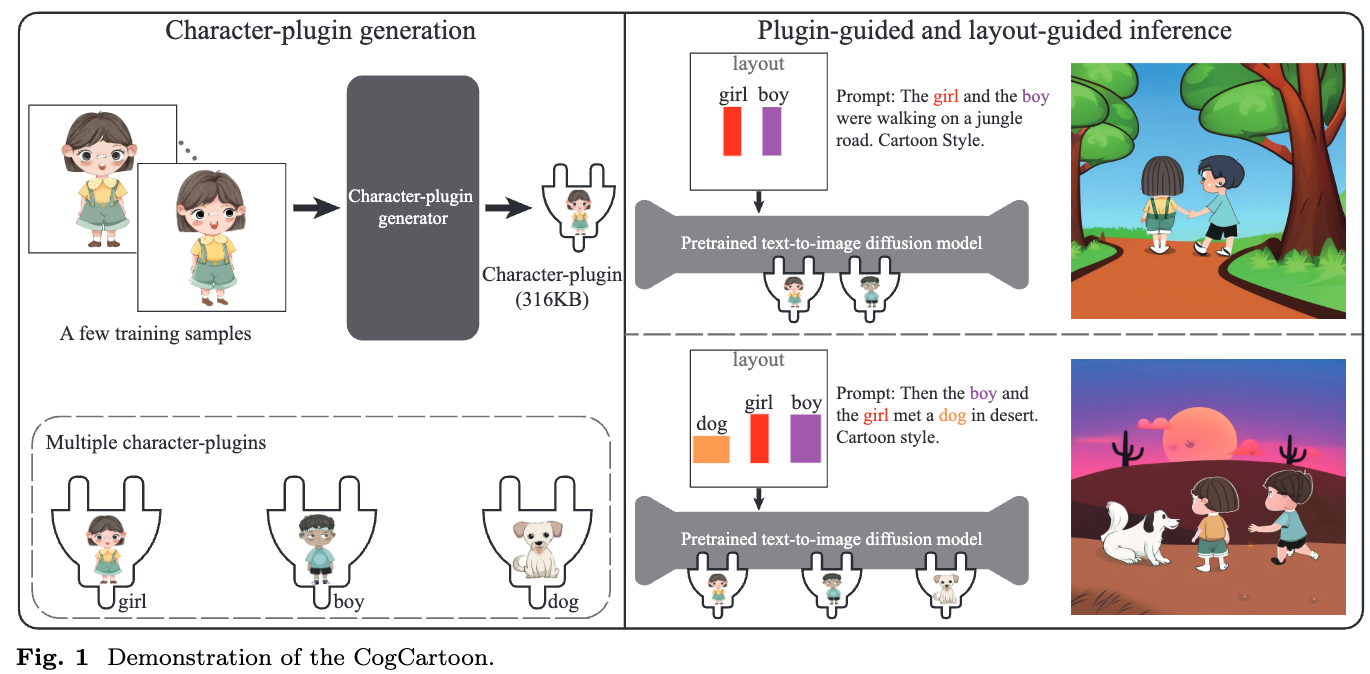 Character-plugin generation
A few training samples
Character-plugin
generator
Character-plugin
(316KB)
Multiple character-plugins
girl
boy
dog
Plugin-guided and layout-guided inference
layout
girl boy
Prompt: The girl and the boy
were walking on a jungle
road. Cartoon Style.
Pretrained text-to-image diffusion model
layout
dog
girl
boy
Prompt: Then the boy and
the girl met a dog in desert.
Cartoon style.
Pretrained text-to-image diffusion model
Fig. 1 Demonstration of the CogCartoon.